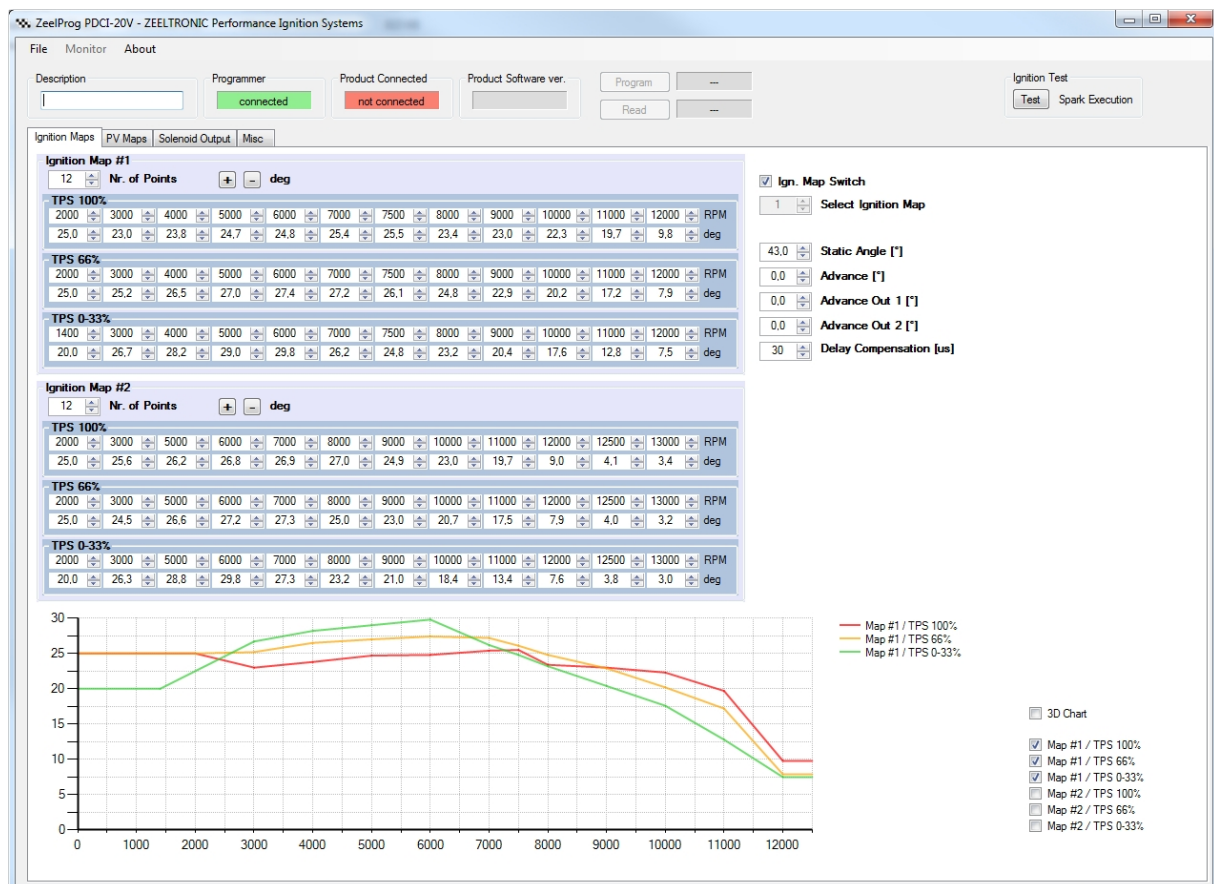 ZeelProg PDCI-20V - ZEELTRONIC Performance Ignition Systems
File Monitor About
Description Programmer Product Connected Product Software ver. Ignition Test
connected not connected Program ---
Read ---
Test Spark Execution
Ignition Maps PV Maps Solenoid Output Misc
Ignition Map #1
12 Nr. of Points + - deg
TPS 100%
2000 3000 4000 5000 6000 7000 7500 8000 9000 10000 11000 12000 RPM
25,0 23,0 23,8 24,7 24,8 25,4 25,5 23,4 23,0 22,3 19,7 9,8 deg
TPS 66%
2000 3000 4000 5000 6000 7000 7500 8000 9000 10000 11000 12000 RPM
25,0 25,2 26,5 27,0 27,4 27,2 26,1 24,8 22,9 20,2 17,2 7,9 deg
TPS 0-33%
1400 3000 4000 5000 6000 7000 7500 8000 9000 10000 11000 12000 RPM
20,0 26,7 28,2 29,0 29,8 26,2 24,8 23,2 20,4 17,6 12,8 7,5 deg
Ign. Map Switch
1 Select Ignition Map
43,0 Static Angle [°]
0,0 Advance [°]
0,0 Advance Out 1 [°]
0,0 Advance Out 2 [°]
30 Delay Compensation [us]
Ignition Map #2
12 Nr. of Points + - deg
TPS 100%
2000 3000 5000 6000 7000 8000 9000 10000 11000 12000 12500 13000 RPM
25,0 25,6 26,2 26,8 26,9 27,0 24,9 23,0 19,7 9,0 4,1 3,4 deg
TPS 66%
2000 3000 5000 6000 7000 8000 9000 10000 11000 12000 12500 13000 RPM
25,0 24,5 26,6 27,2 27,3 25,0 23,0 20,7 17,5 7,9 4,0 3,2 deg
TPS 0-33%
2000 3000 5000 6000 7000 8000 9000 10000 11000 12000 12500 13000 RPM
20,0 26,3 28,8 29,8 27,3 23,2 21,0 18,4 13,4 7,6 3,8 3,0 deg
30
25
20
15
10
5
0
0 1000 2000 3000 4000 5000 6000 7000 8000 9000 10000 11000 12000
Map #1 / TPS 100%
Map #1 / TPS 66%
Map #1 / TPS 0-33%
3D Chart
Map #1 / TPS 100%
Map #1 / TPS 66%
Map #1 / TPS 0-33%
Map #2 / TPS 100%
Map #2 / TPS 66%
Map #2 / TPS 0-33%